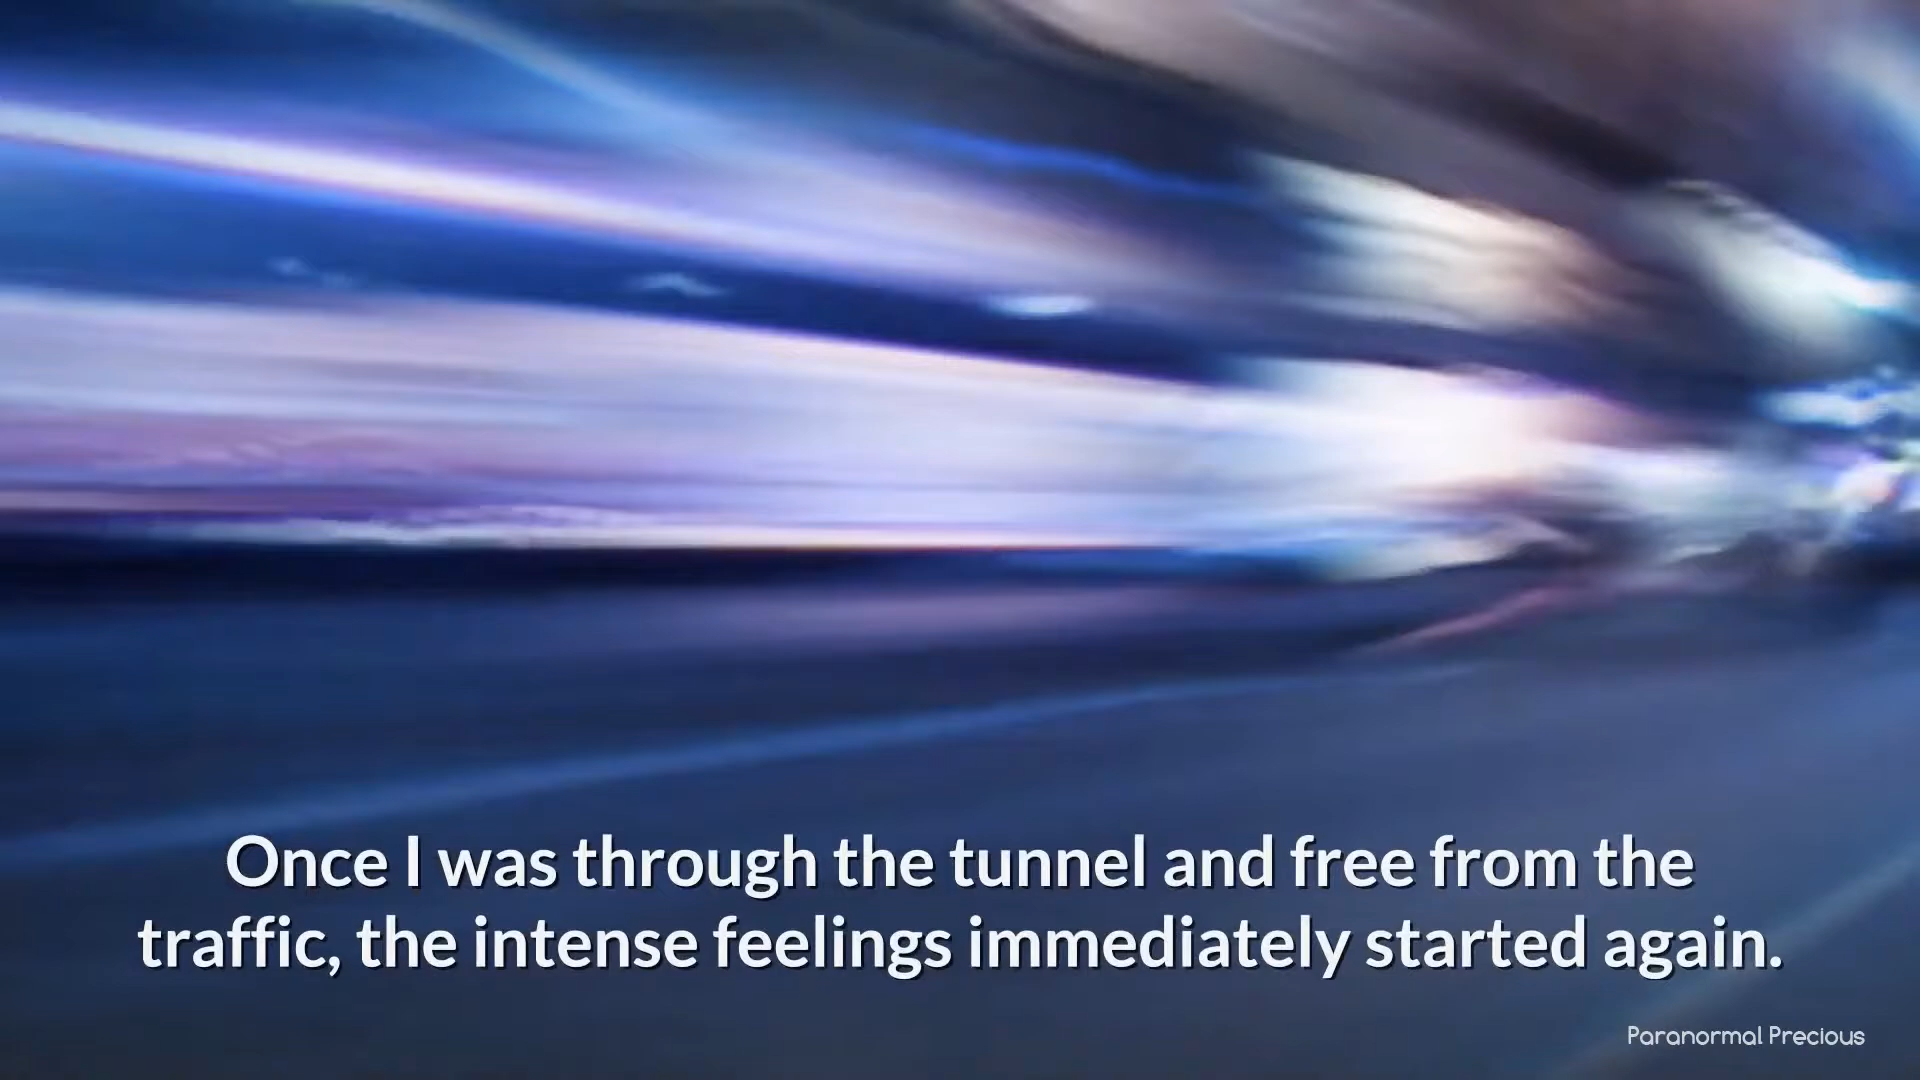 Once I was through the tunnel and free from the
traffic, the intense feelings immediately started again.
Paranormal Precious